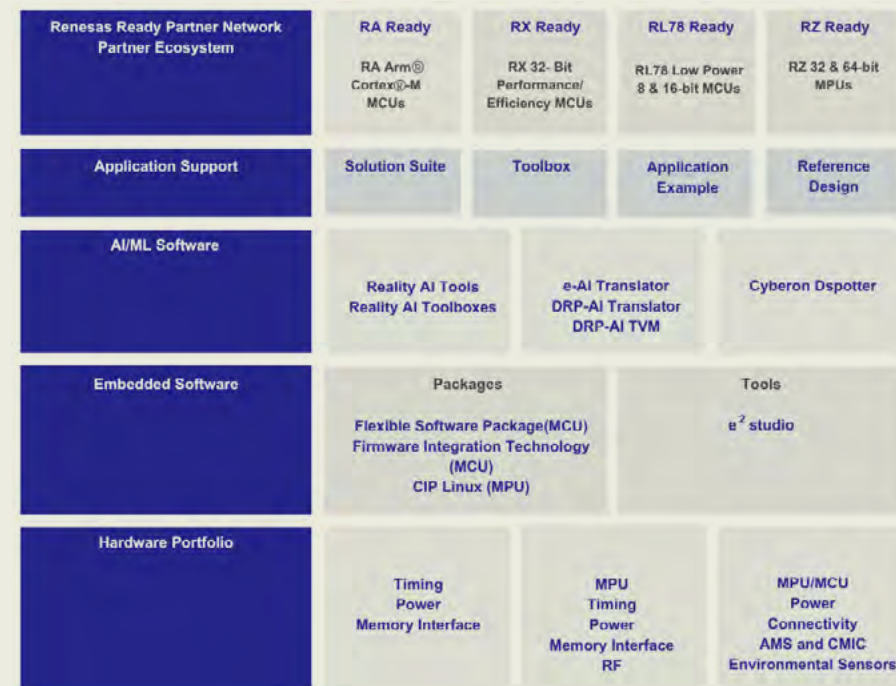 Renesas Ready Partner Network
Partner Ecosystem
RA Ready
RA Arm®
Cortex®-M
MCUs
RX Ready
RX 32- Bit
Performance/
Efficiency MCUs
RL78 Ready
RL78 Low Power
8 & 16-bit MCUs
RZ Ready
RZ 32 & 64-bit
MPUs
Application Support
Solution Suite
Toolbox
Application
Example
Reference
Design
AI/ML Software
Reality AI Tools
Reality AI Toolboxes
e-AI Translator
DRP-AI Translator
DRP-AI TVM
Cyberon Dspotter
Embedded Software
Packages
Flexible Software Package(MCU)
Firmware Integration Technology
(MCU)
CIP Linux (MPU)
Tools
e² studio
Hardware Portfolio
Timing
Power
Memory Interface
MPU
Timing
Power
Memory Interface
RF
MPU/MCU
Power
Connectivity
AMS and CMIC
Environmental Sensors